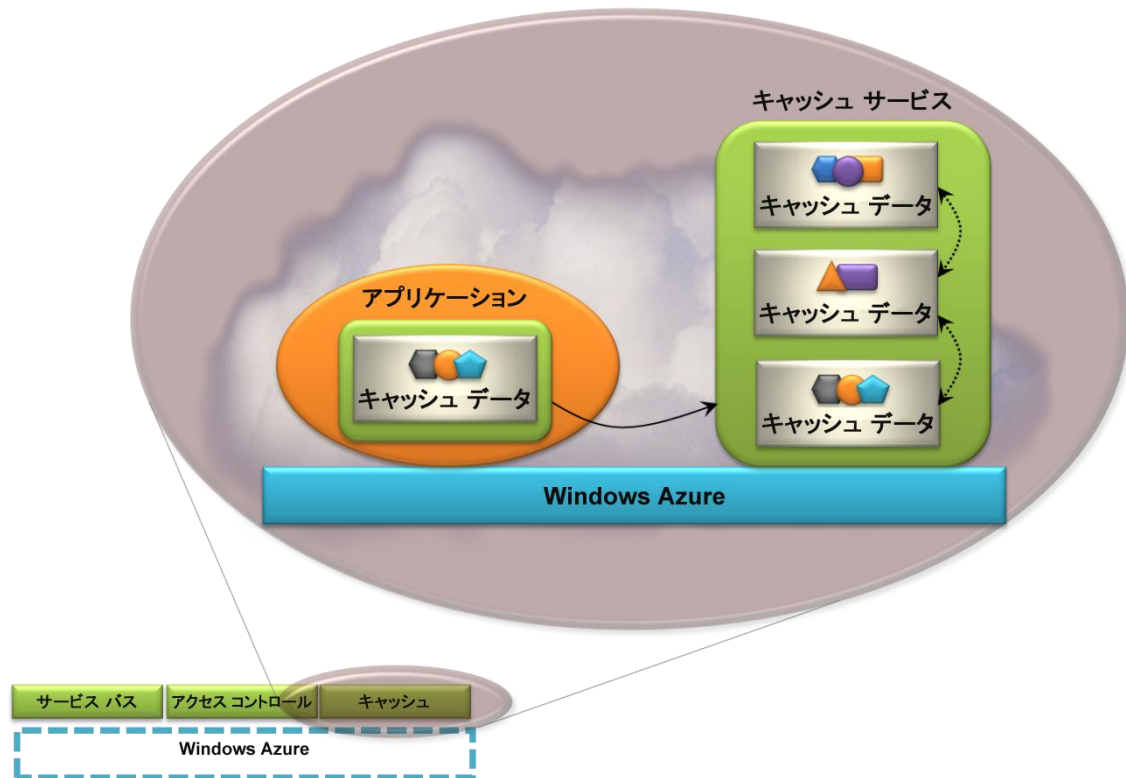 キャッシュ サービス
キャッシュ データ
キャッシュ データ
キャッシュ データ
アプリケーション
キャッシュ データ
Windows Azure
サービス バス
アクセス コントロール
キャッシュ
Windows Azure